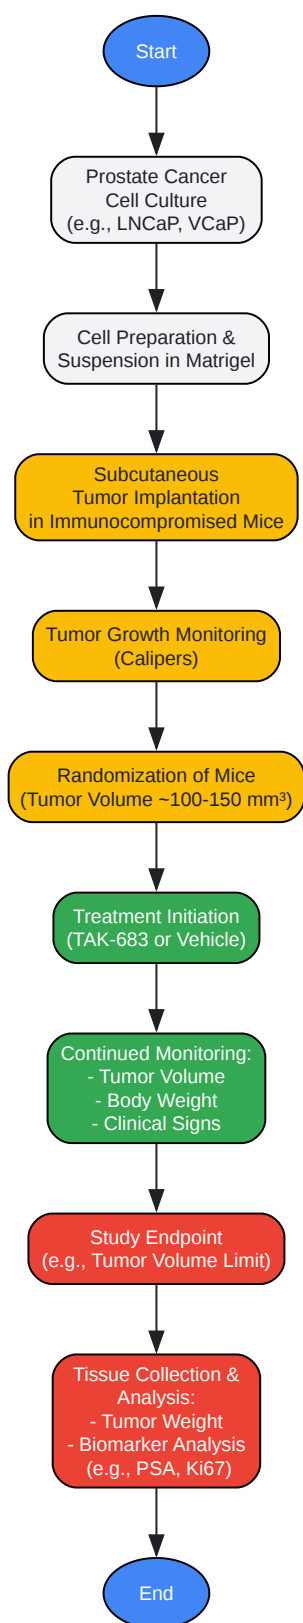 Start
Prostate Cancer
Cell Culture
(e.g., LNCaP, VCaP)
Cell Preparation &
Suspension in Matrigel
Subcutaneous
Tumor Implantation
in Immunocompromised Mice
Tumor Growth Monitoring
(Calipers)
Randomization of Mice
(Tumor Volume ~100-150 mm³)
Treatment Initiation
(TAK-683 or Vehicle)
Continued Monitoring:
- Tumor Volume
- Body Weight
- Clinical Signs
Study Endpoint
(e.g., Tumor Volume Limit)
Tissue Collection &
Analysis:
- Tumor Weight
- Biomarker Analysis
(e.g., PSA, Ki67)
End